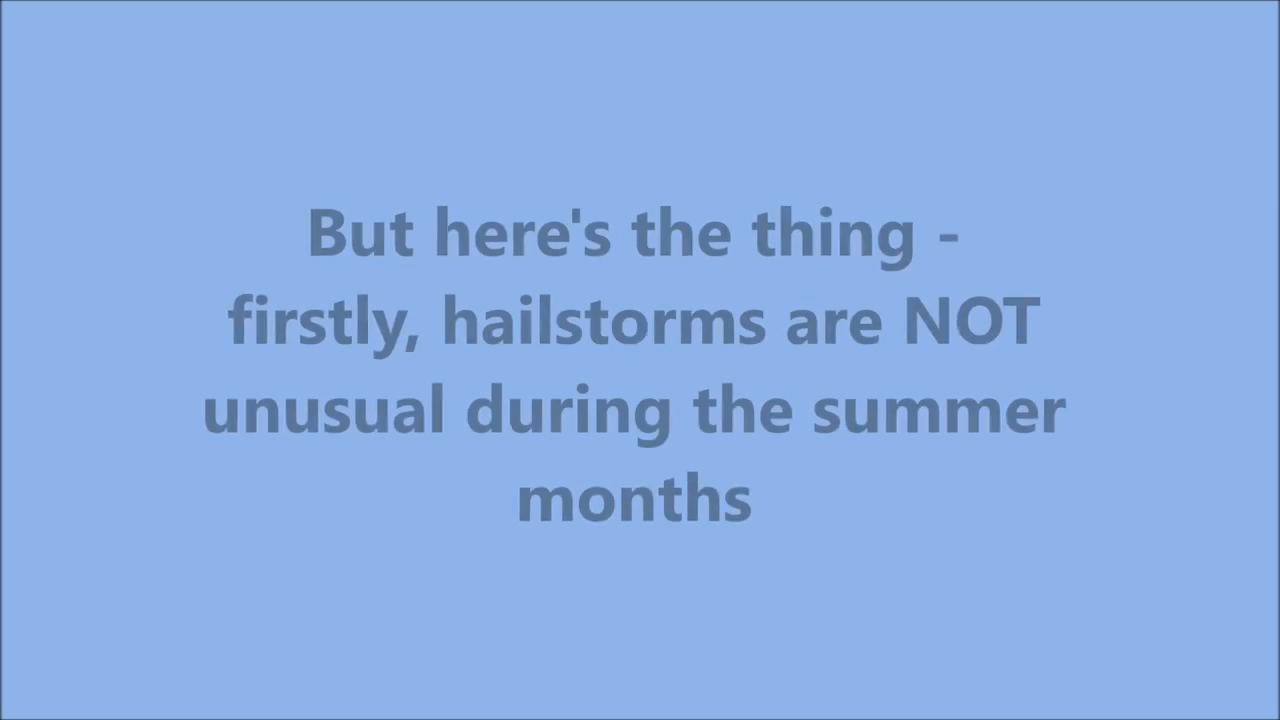 But here's the thing -
firstly, hailstorms are NOT
unusual during the summer
months